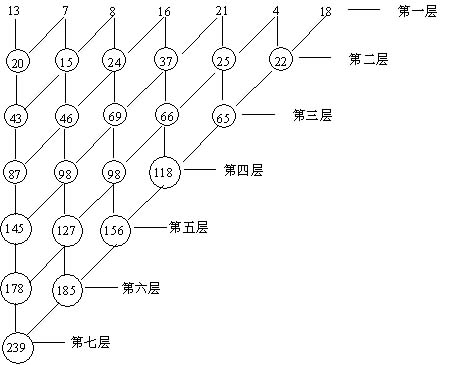 13 7 8 16 21 4 18 第一层
20 15 24 37 25 22 第二层
43 46 69 66 65 第三层
87 98 98 118 第四层
145 127 156 第五层
178 185 第六层
239 第七层